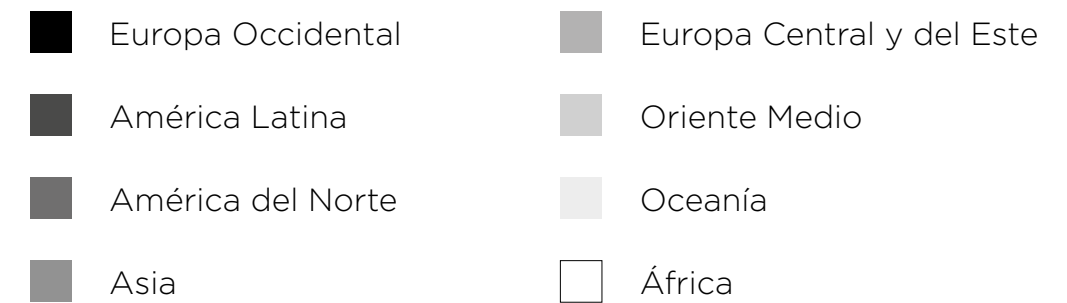 Europa Occidental
América Latina
América del Norte
Asia
Europa Central y del Este
Oriente Medio
Oceanía
África